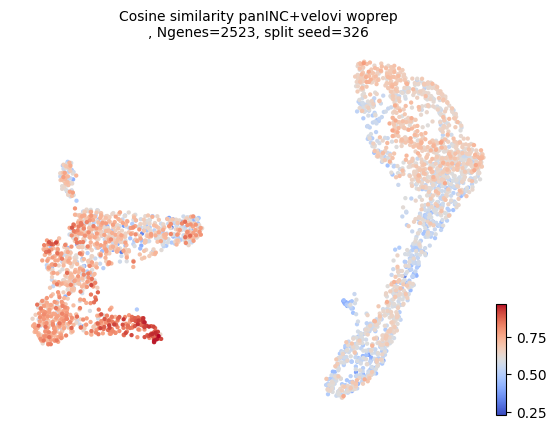 Cosine similarity panINC+velovi woprep
, Ngenes=2523, split seed=326
0.75
0.50
0.25